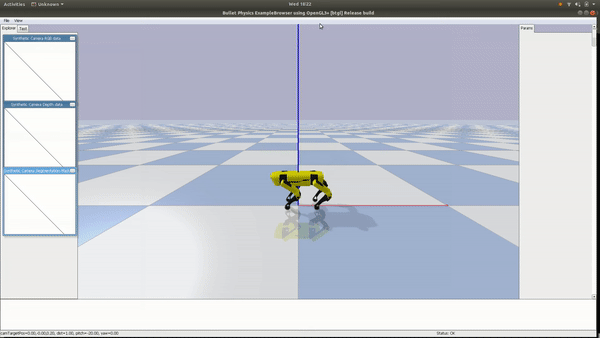 Activities
Unknown
Wed 16:22
Bullet Physics ExampleBrowser using OpenGL3+ [btgl] Release build
File View
Explorer Test
Params
Synthetic Camera RGB data
Synthetic Camera Depth data
Synthetic Camera Segmentation Mask
camTargetPos=0.00,-0.00,0.20, dist=1.00, pitch=-20.00, yaw=0.00
Status: OK